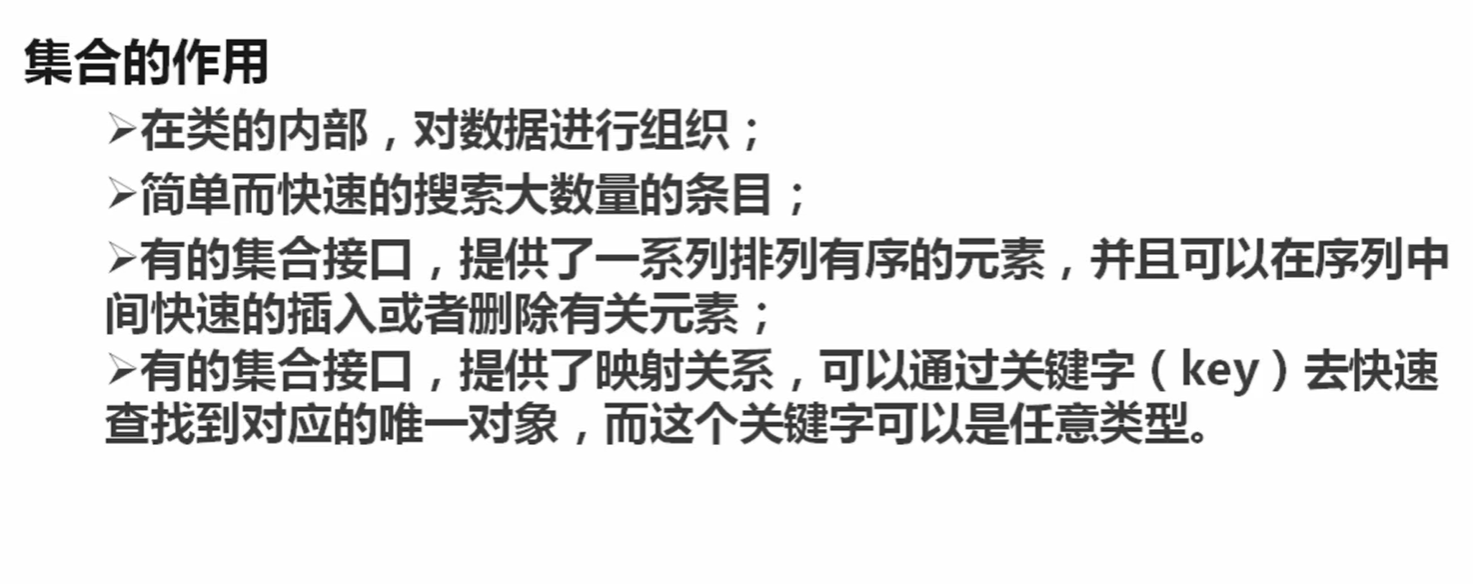 集合的作用
➢在类的内部，对数据进行组织；
➢简单而快速的搜索大数量的条目；
➢有的集合接口，提供了一系列排列有序的元素，并且可以在序列中
间快速的插入或者删除有关元素；
➢有的集合接口，提供了映射关系，可以通过关键字（key）去快速
查找到对应的唯一对象，而这个关键字可以是任意类型。